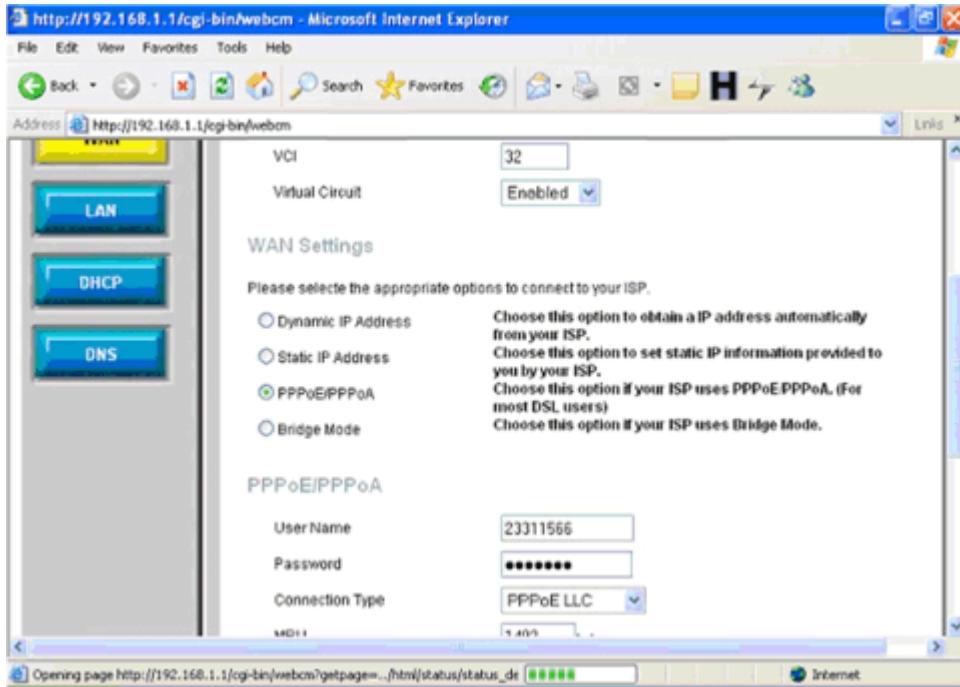 http://192.168.1.1/cgi-bin/webcm - Microsoft Internet Explorer
File Edit View Favorites Tools Help
Back Search Favorites
Address http://192.168.1.1/cgi-bin/webcm Links
WAN
VCI 32
Virtual Circuit Enabled
LAN
WAN Settings
DHCP
Please selecte the appropriate options to connect to your ISP.
Dynamic IP Address Choose this option to obtain a IP address automatically
from your ISP.
DNS
Static IP Address Choose this option to set static IP information provided to
you by your ISP.
PPPoE/PPPoA Choose this option if your ISP uses PPPoE/PPPoA. (For
most DSL users)
Bridge Mode Choose this option if your ISP uses Bridge Mode.
PPPoE/PPPoA
User Name 23311566
Password •••••••
Connection Type PPPoE LLC
MRU 1492
Opening page http://192.168.1.1/cgi-bin/webcm?getpage=../html/status/status_de Internet